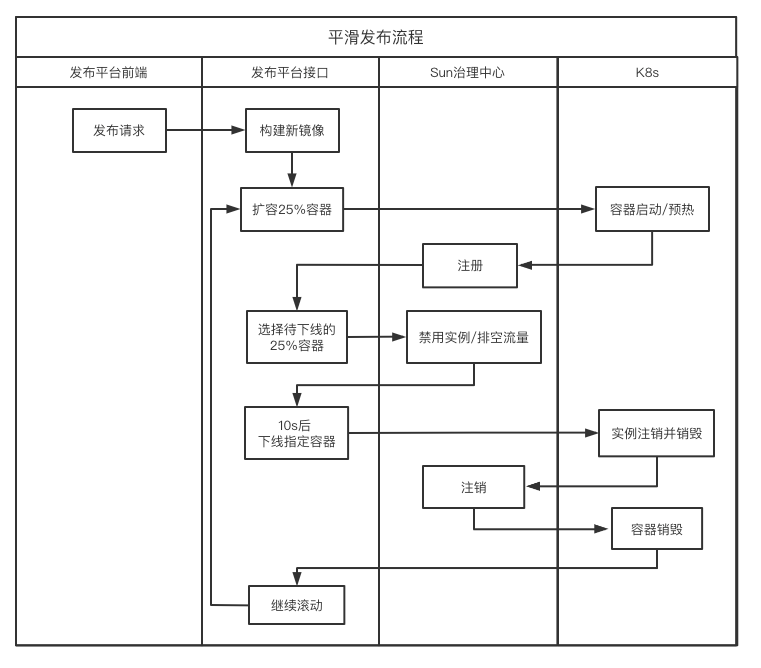 平滑发布流程
发布平台前端
发布平台接口
Sun治理中心
K8s
发布请求
构建新镜像
扩容25%容器
容器启动/预热
注册
选择待下线的
25%容器
禁用实例/排空流量
10s后
下线指定容器
实例注销并销毁
注销
容器销毁
继续滚动